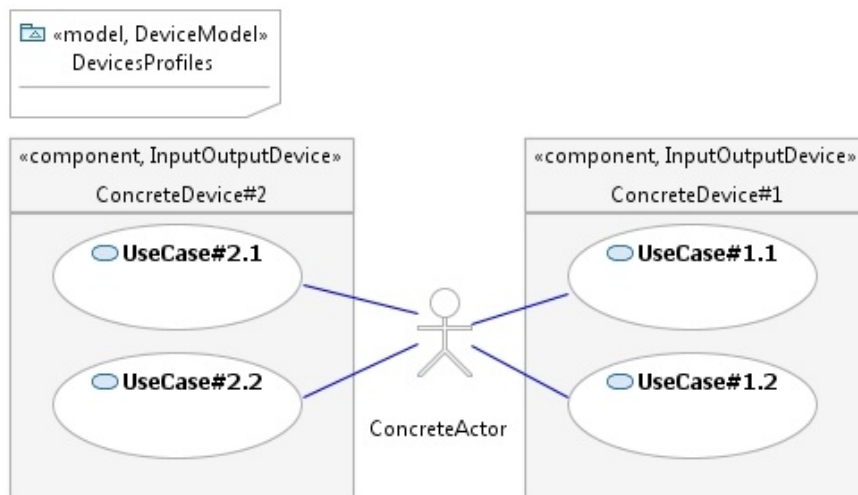 «model, DeviceModel»
DevicesProfiles
«component, InputOutputDevice»
ConcreteDevice#2
UseCase#2.1
UseCase#2.2
ConcreteActor
«component, InputOutputDevice»
ConcreteDevice#1
UseCase#1.1
UseCase#1.2